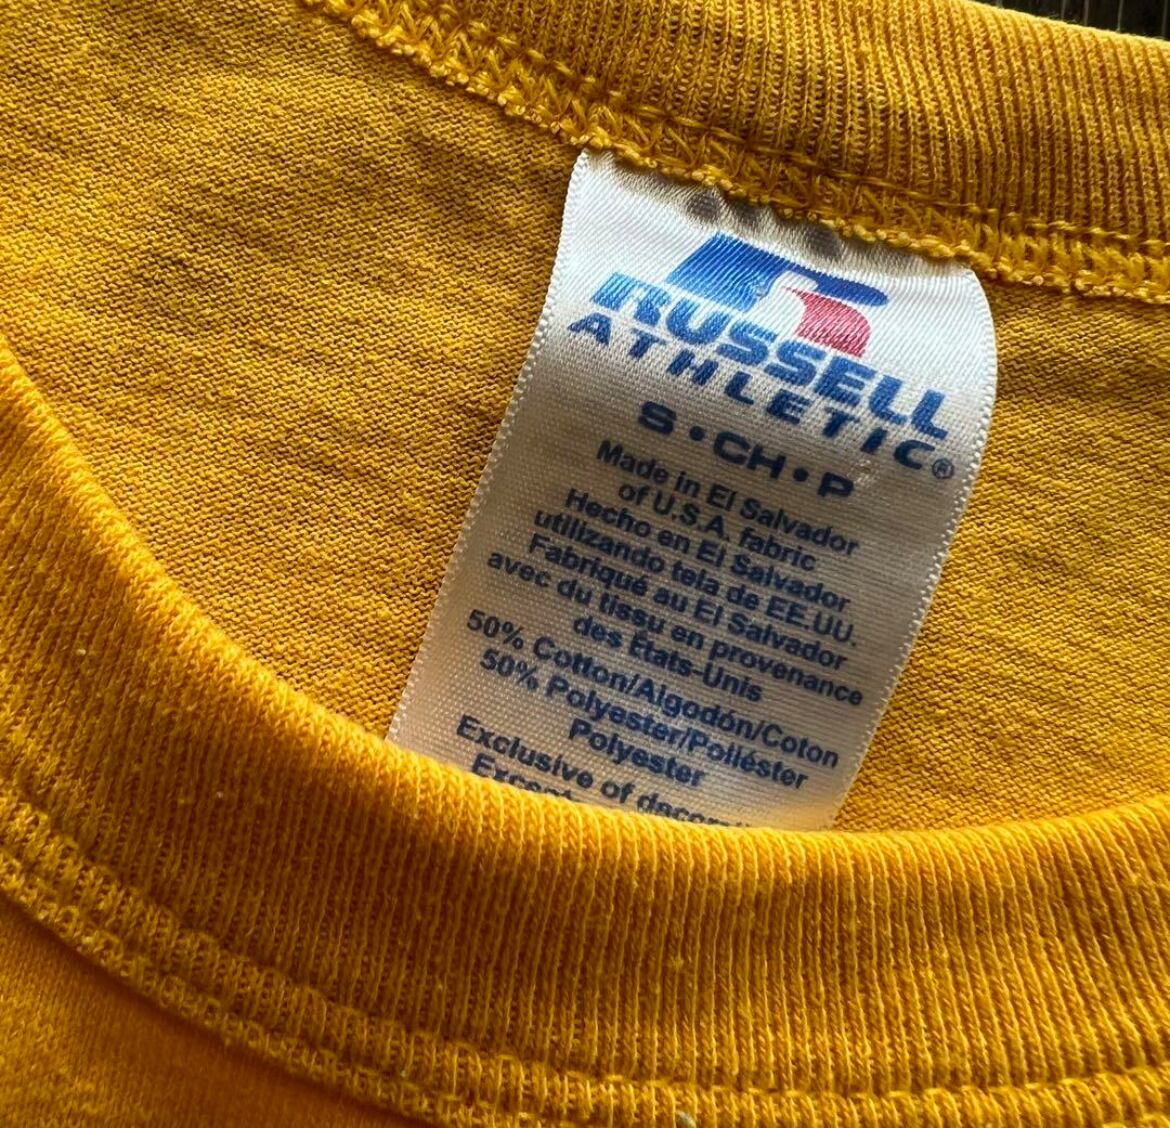 RUSSELL
ATHLETIC®
S • CH • P
Made in El Salvador
of U.S.A. fabric
Hecho en El Salvador
utilizando tela de EE.UU.
Fabriqué au El Salvador
avec du tissu en provenance
des États-Unis
50% Cotton/Algodón/Coton
50% Polyester/Poliéster
Polyester
Exclusive of